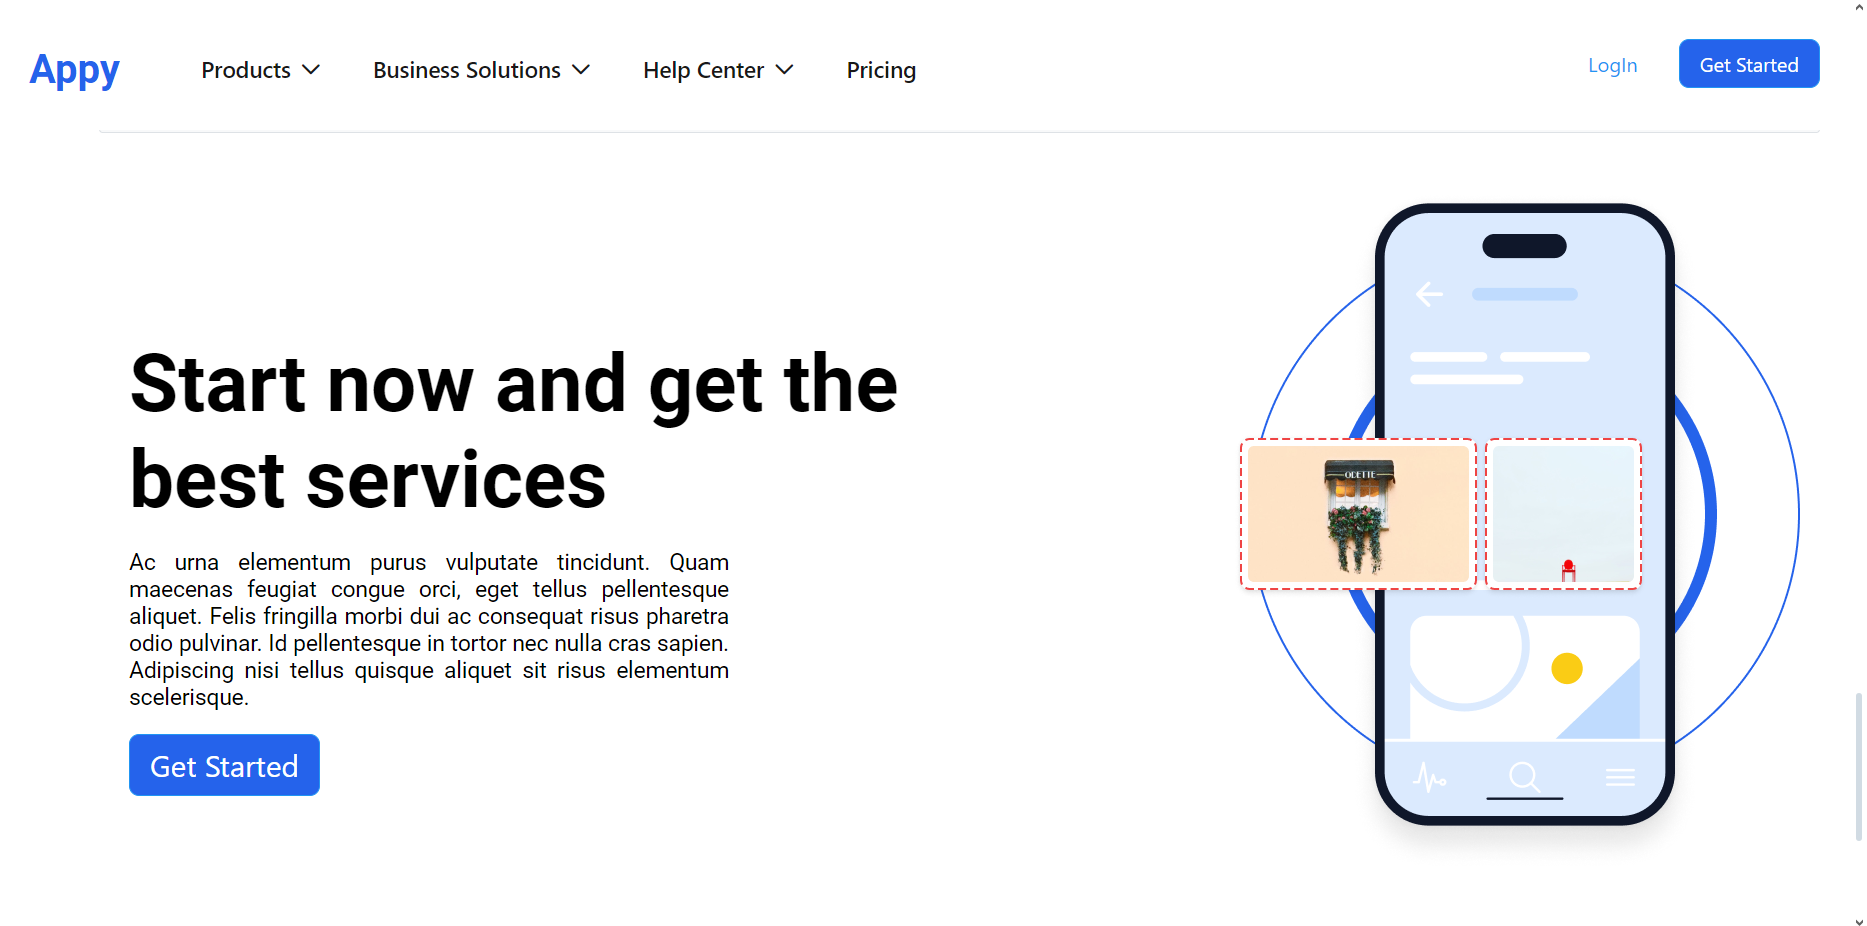 Appy
Products
Business Solutions
Help Center
Pricing
LogIn
Get Started
Start now and get the
best services
Ac urna elementum purus vulputate tincidunt. Quam
maecenas feugiat congue orci, eget tellus pellentesque
aliquet. Felis fringilla morbi dui ac consequat risus pharetra
odio pulvinar. Id pellentesque in tortor nec nulla cras sapien.
Adipiscing nisi tellus quisque aliquet sit risus elementum
scelerisque.
Get Started
ODETTE